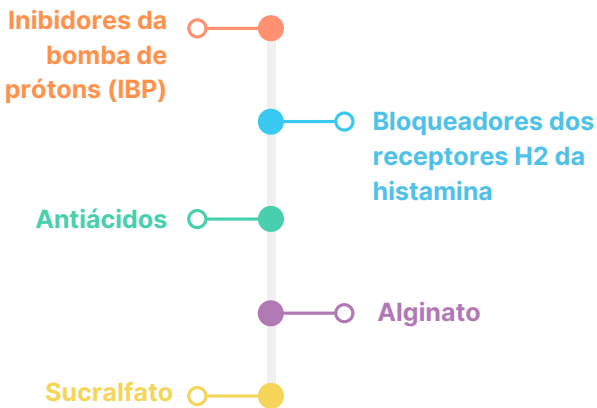 Inibidores da
bomba de
prótons (IBP)
Bloqueadores dos
receptores H2 da
histamina
Antiácidos
Alginato
Sucralfato